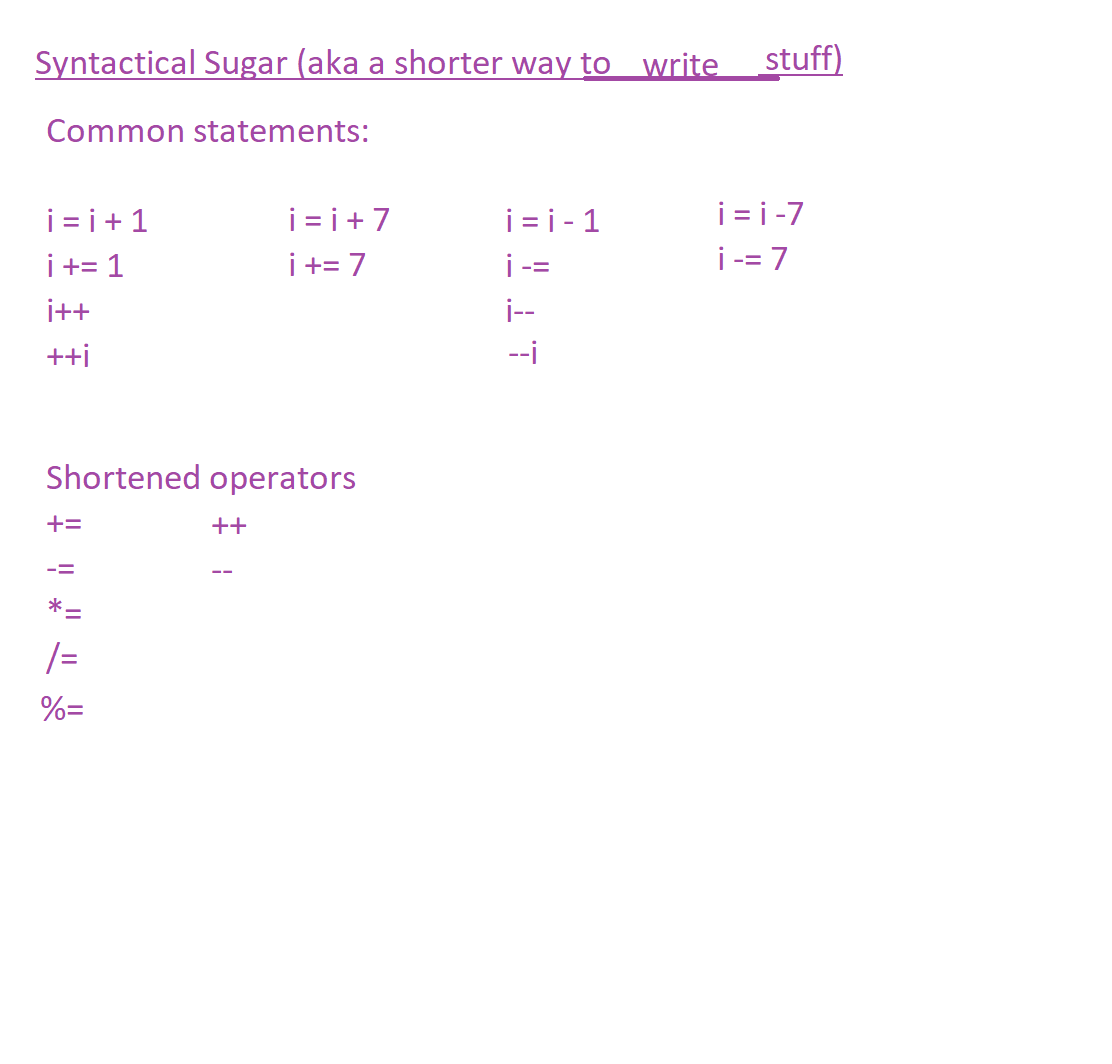 Syntactical Sugar (aka a shorter way to write stuff)
Common statements:
i = i + 1
i += 1
i++
++i
i = i + 7
i += 7
i = i - 1
i -=
i--
--i
i = i -7
i -= 7
Shortened operators
+=
-=
*=
/=
%=
++
--